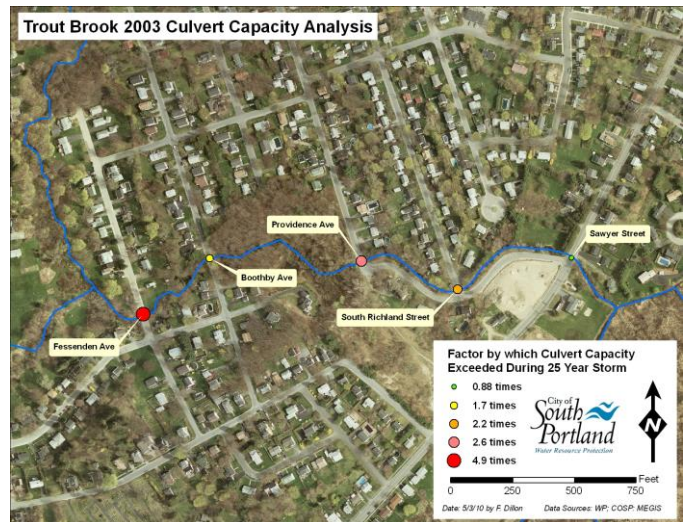 Trout Brook 2003 Culvert Capacity Analysis
Providence Ave
Sawyer Street
Boothby Ave
South Richland Street
Fessenden Ave
Factor by which Culvert Capacity
Exceeded During 25 Year Storm
0.88 times
1.7 times
2.2 times
2.6 times
4.9 times
City of
South
Portland
Water Resource Protection
N
Feet
0 250 500 750
Date: 5/3/10 by F. Dillon Data Sources: WP; COSP: MEGIS